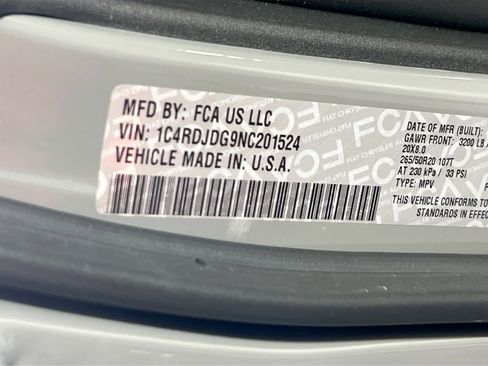 MFD BY: FCA US LLC
VIN: 1C4RDJDG9NC201524
VEHICLE MADE IN: U.S.A.
DATE OF MFR (BUILT):
GAWR FRONT: 3200 LB
20X8.0
265/50R20 107T
AT 230 kPa / 33 PSI
TYPE: MPV
THIS VEHICLE CONFORMS TO
STANDARDS IN EFFEC